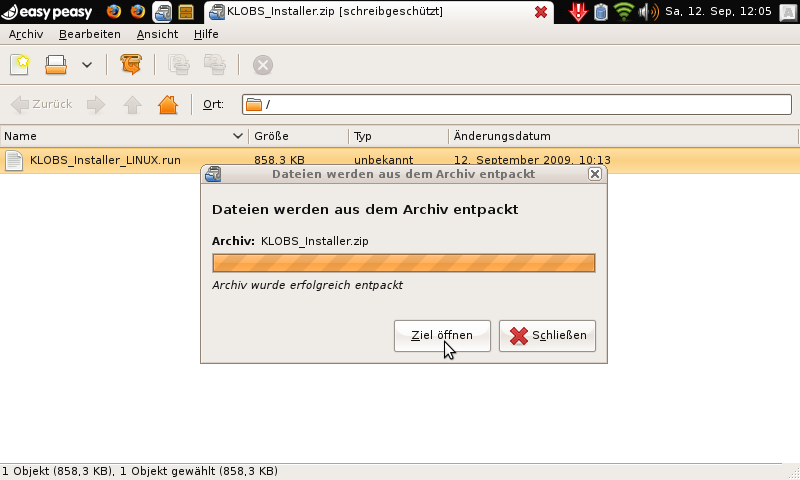 easy peasy
KLOBS_Installer.zip [schreibgeschützt]
Sa, 12. Sep, 12:05
Archiv Bearbeiten Ansicht Hilfe
Zurück Ort: /
Name Größe Typ Änderungsdatum
KLOBS_Installer_LINUX.run 858,3 KB unbekannt 12. September 2009, 10:13
Dateien werden aus dem Archiv entpackt
Dateien werden aus dem Archiv entpackt
Archiv: KLOBS_Installer.zip
Archiv wurde erfolgreich entpackt
Ziel öffnen Schließen
1 Objekt (858,3 KB), 1 Objekt gewählt (858,3 KB)